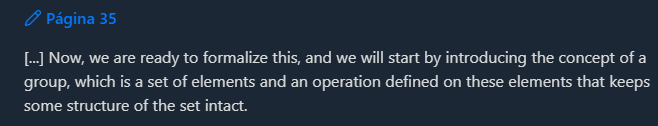 Página 35
[...] Now, we are ready to formalize this, and we will start by introducing the concept of a
group, which is a set of elements and an operation defined on these elements that keeps
some structure of the set intact.